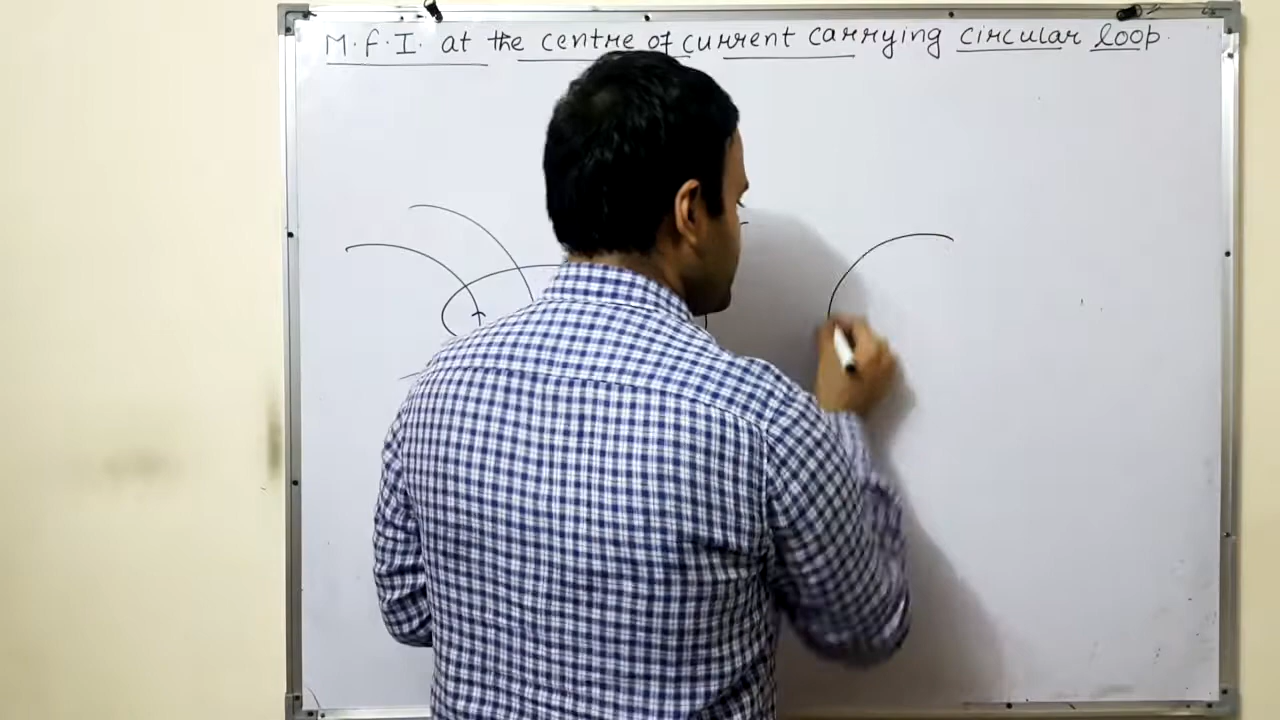 M.f.I. at the centre of current carrying circular loop.